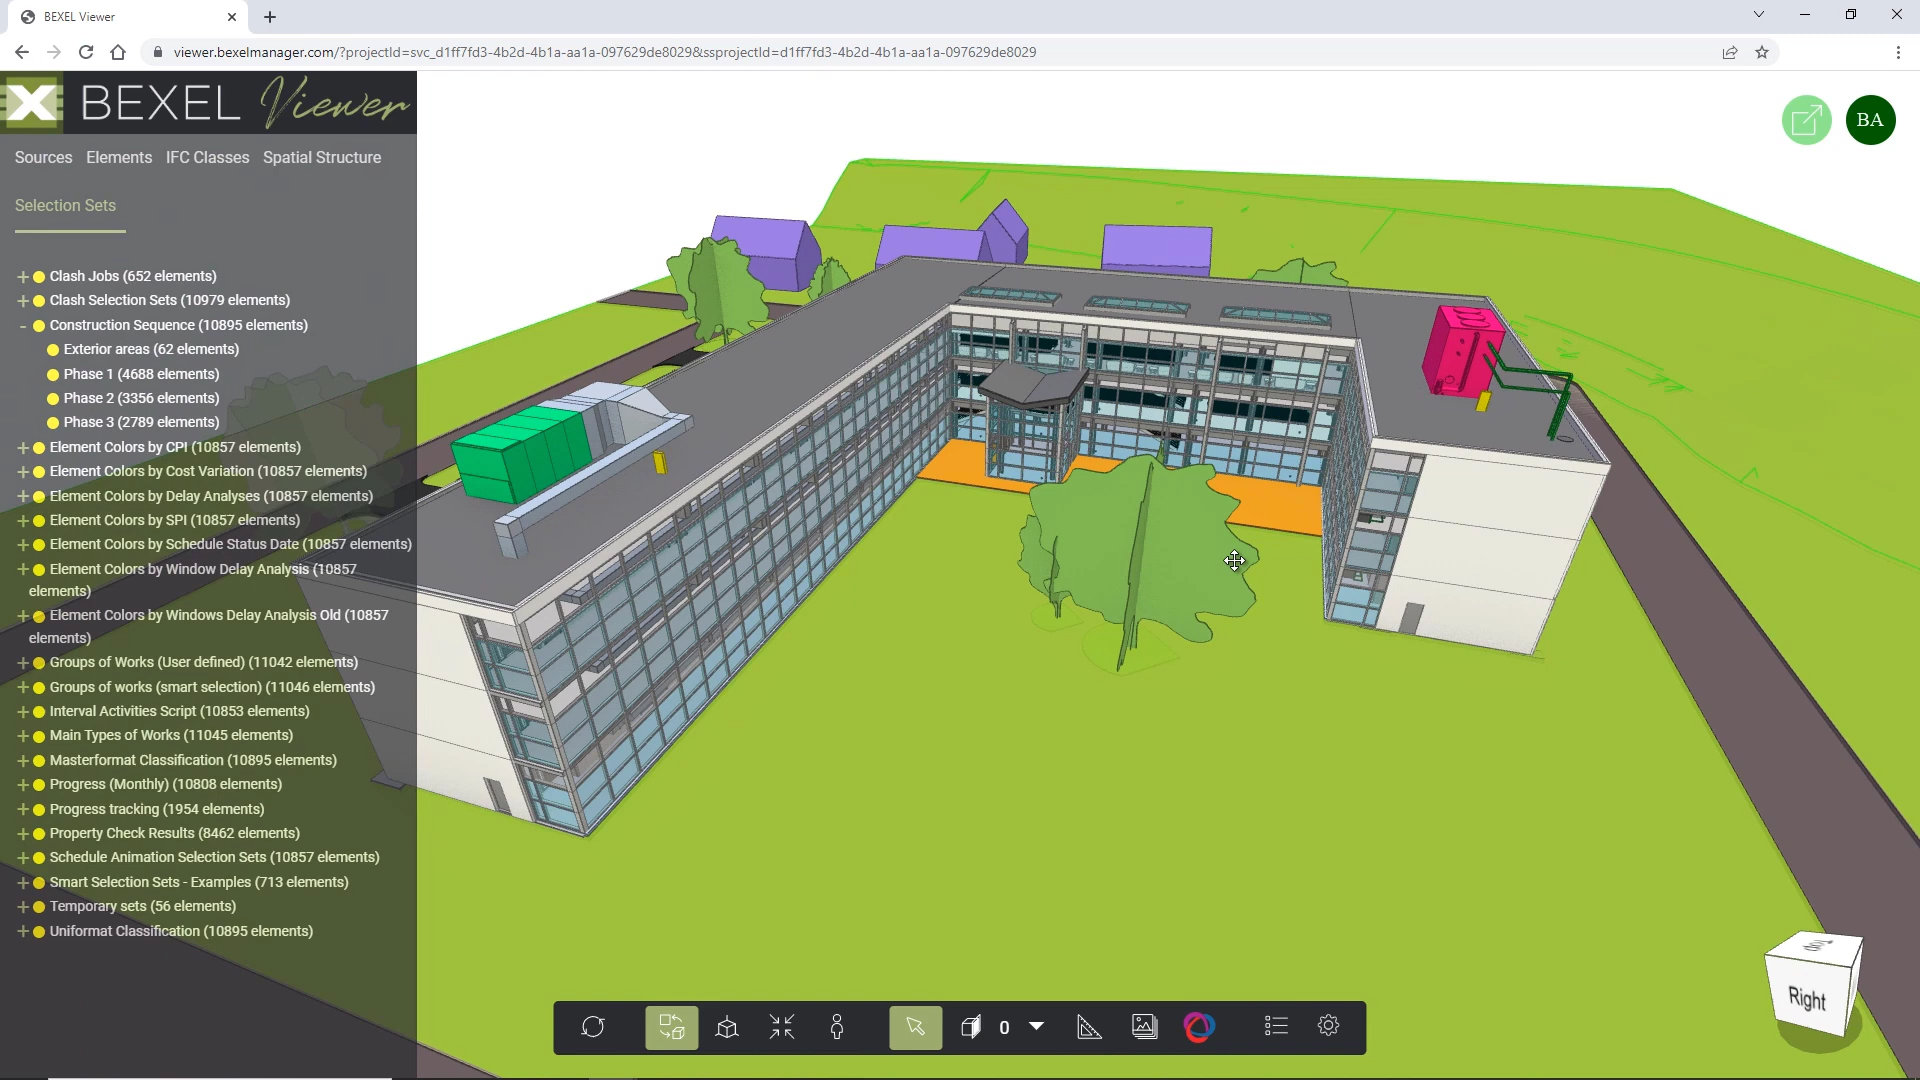 BEXEL Viewer
viewer.bexelmanager.com/?projectId=svc_d1ff7fd3-4b2d-4b1a-aa1a-097629de8029&ssprojectId=d1ff7fd3-4b2d-4b1a-aa1a-097629de8029
BEXEL Viewer
BA
Sources Elements IFC Classes Spatial Structure
Selection Sets
+ Clash Jobs (652 elements)
+ Clash Selection Sets (10979 elements)
- Construction Sequence (10895 elements)
Exterior areas (62 elements)
Phase 1 (4688 elements)
Phase 2 (3356 elements)
Phase 3 (2789 elements)
+ Element Colors by CPI (10857 elements)
+ Element Colors by Cost Variation (10857 elements)
+ Element Colors by Delay Analyses (10857 elements)
+ Element Colors by SPI (10857 elements)
+ Element Colors by Schedule Status Date (10857 elements)
+ Element Colors by Window Delay Analysis (10857
elements)
+ Element Colors by Windows Delay Analysis Old (10857
elements)
+ Groups of Works (User defined) (11042 elements)
+ Groups of works (smart selection) (11046 elements)
+ Interval Activities Script (10853 elements)
+ Main Types of Works (11045 elements)
+ Masterformat Classification (10895 elements)
+ Progress (Monthly) (10808 elements)
+ Progress tracking (1954 elements)
+ Property Check Results (8462 elements)
+ Schedule Animation Selection Sets (10857 elements)
+ Smart Selection Sets - Examples (713 elements)
+ Temporary sets (56 elements)
+ Uniformat Classification (10895 elements)
Top
Right
0